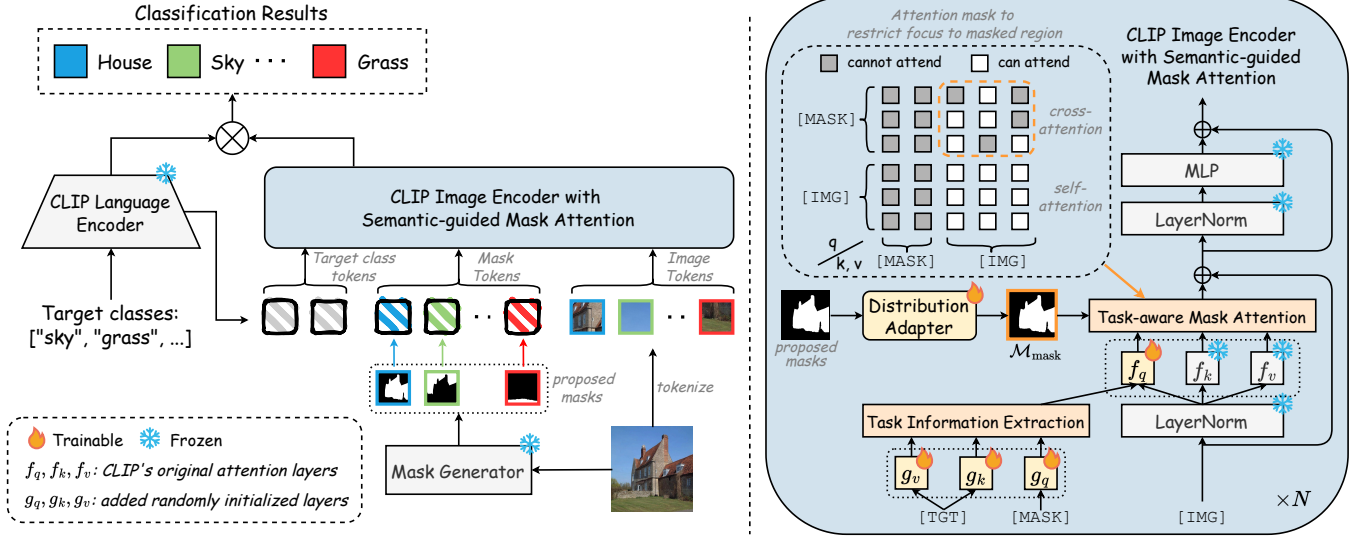 Classification Results
House
Sky
· · ·
Grass
CLIP Language
Encoder
CLIP Image Encoder with
Semantic-guided Mask Attention
Target class
tokens
Mask
Tokens
Image
Tokens
Target classes:
["sky", "grass", …]
proposed
masks
tokenize
Mask Generator
Trainable
Frozen
f_q, f_k, f_v: CLIP's original attention layers
g_q, g_k, g_v: added randomly initialized layers
Attention mask to
restrict focus to masked region
cannot attend
can attend
[MASK]
cross-
attention
[IMG]
self-
attention
q
k, v
[MASK]
[IMG]
CLIP Image Encoder
with Semantic-guided
Mask Attention
MLP
LayerNorm
proposed
masks
Distribution
Adapter
M_mask
Task-aware Mask Attention
f_q
f_k
f_v
Task Information Extraction
LayerNorm
g_v
g_k
g_q
[TGT]
[MASK]
[IMG]
×N